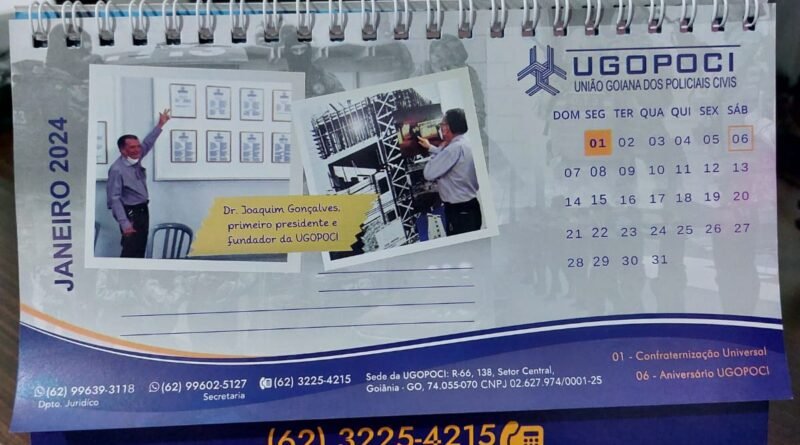 JANEIRO 2024
Dr. Joaquim Gonçalves,
primeiro presidente e
fundador da UGOPOCI
UGOPOCI
UNIÃO GOIANA DOS POLICIAIS CIVIS
DOM SEG TER QUA QUI SEX SÁB
01 02 03 04 05 06
07 08 09 10 11 12 13
14 15 16 17 18 19 20
21 22 23 24 25 26 27
28 29 30 31
01 - Confraternização Universal
06 - Aniversário UGOPOCI
(62) 99639-3118
Dpto. Jurídico
(62) 99602-5127
Secretaria
(62) 3225-4215
Sede da UGOPOCI: R-66, 138, Setor Central,
Goiânia - GO, 74.055-070 CNPJ 02.627.974/0001-25
(62) 3225-4215